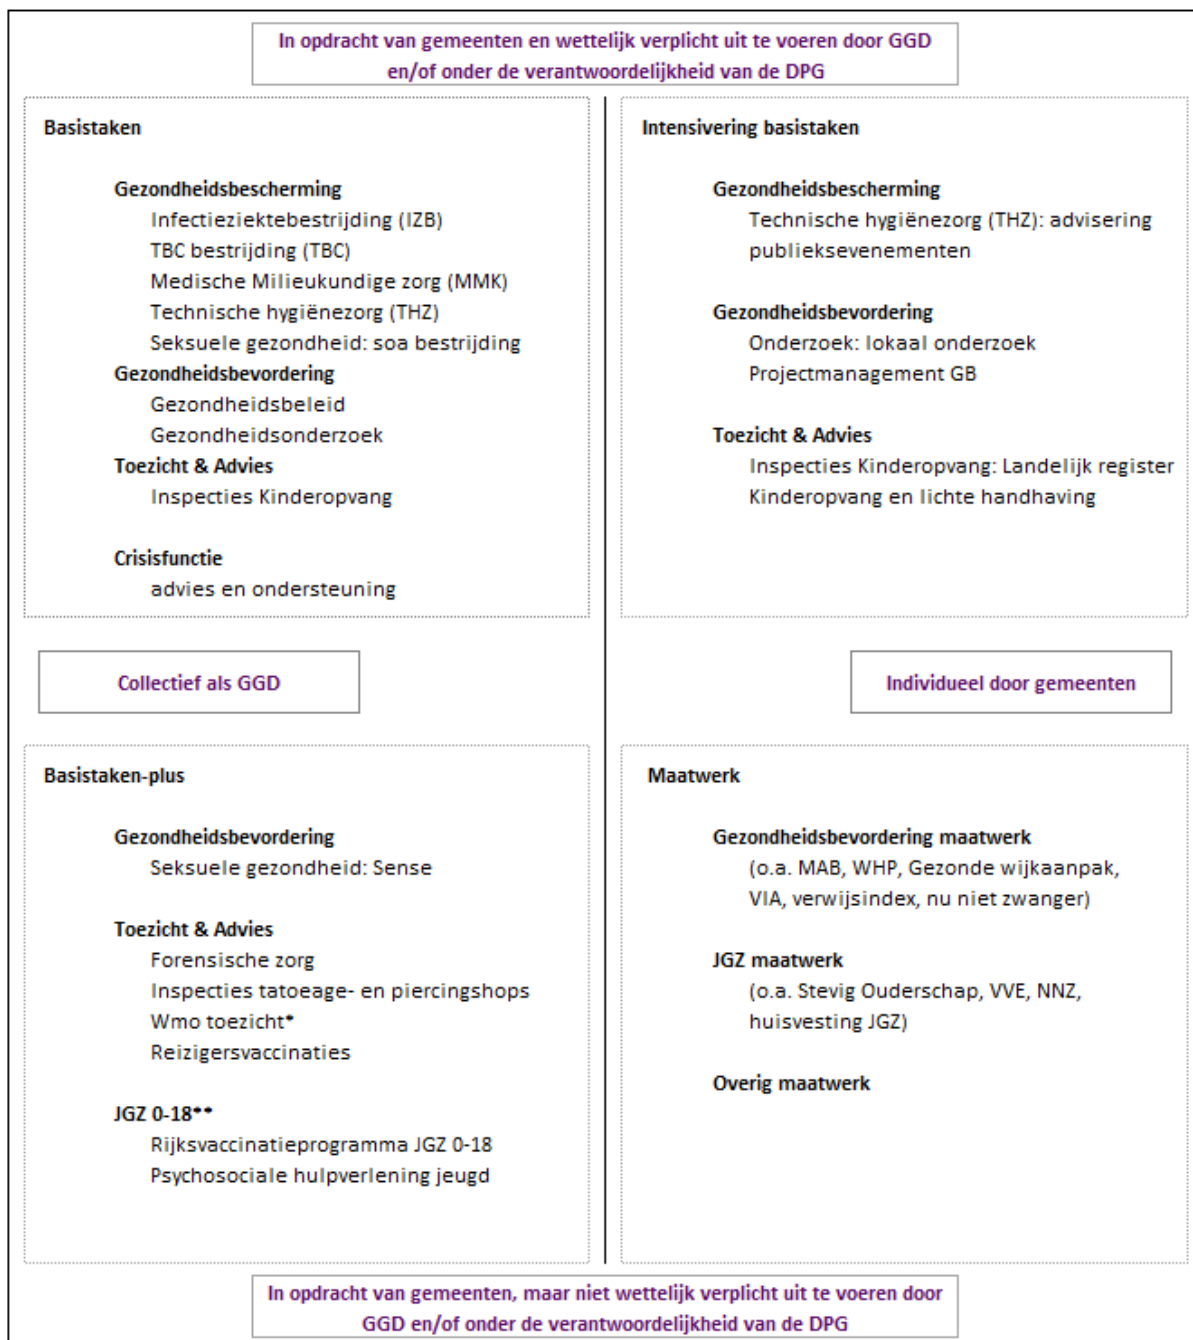 In opdracht van gemeenten en wettelijk verplicht uit te voeren door GGD
en/of onder de verantwoordelijkheid van de DPG
Basistaken
Gezondheidsbescherming
Infectieziektebestrijding (IZB)
TBC bestrijding (TBC)
Medische Milieukundige zorg (MMK)
Technische hygiënezorg (THZ)
Seksuele gezondheid: soa bestrijding
Gezondheidsbevordering
Gezondheidsbeleid
Gezondheidsonderzoek
Toezicht & Advies
Inspecties Kinderopvang
Crisisfunctie
advies en ondersteuning
Intensivering basistaken
Gezondheidsbescherming
Technische hygiënezorg (THZ): advisering
publieksevenementen
Gezondheidsbevordering
Onderzoek: lokaal onderzoek
Projectmanagement GB
Toezicht & Advies
Inspecties Kinderopvang: Landelijk register
Kinderopvang en lichte handhaving
Collectief als GGD
Individueel door gemeenten
Basistaken-plus
Gezondheidsbevordering
Seksuele gezondheid: Sense
Toezicht & Advies
Forensische zorg
Inspecties tatoeage- en piercingshops
Wmo toezicht*
Reizigersvaccinaties
JGZ 0-18**
Rijksvaccinatieprogramma JGZ 0-18
Psychosociale hulpverlening jeugd
Maatwerk
Gezondheidsbevordering maatwerk
(o.a. MAB, WHP, Gezonde wijkaanpak,
VIA, verwijsindex, nu niet zwanger)
JGZ maatwerk
(o.a. Stevig Ouderschap, VVE, NNZ,
huisvesting JGZ)
Overig maatwerk
In opdracht van gemeenten, maar niet wettelijk verplicht uit te voeren door
GGD en/of onder de verantwoordelijkheid van de DPG